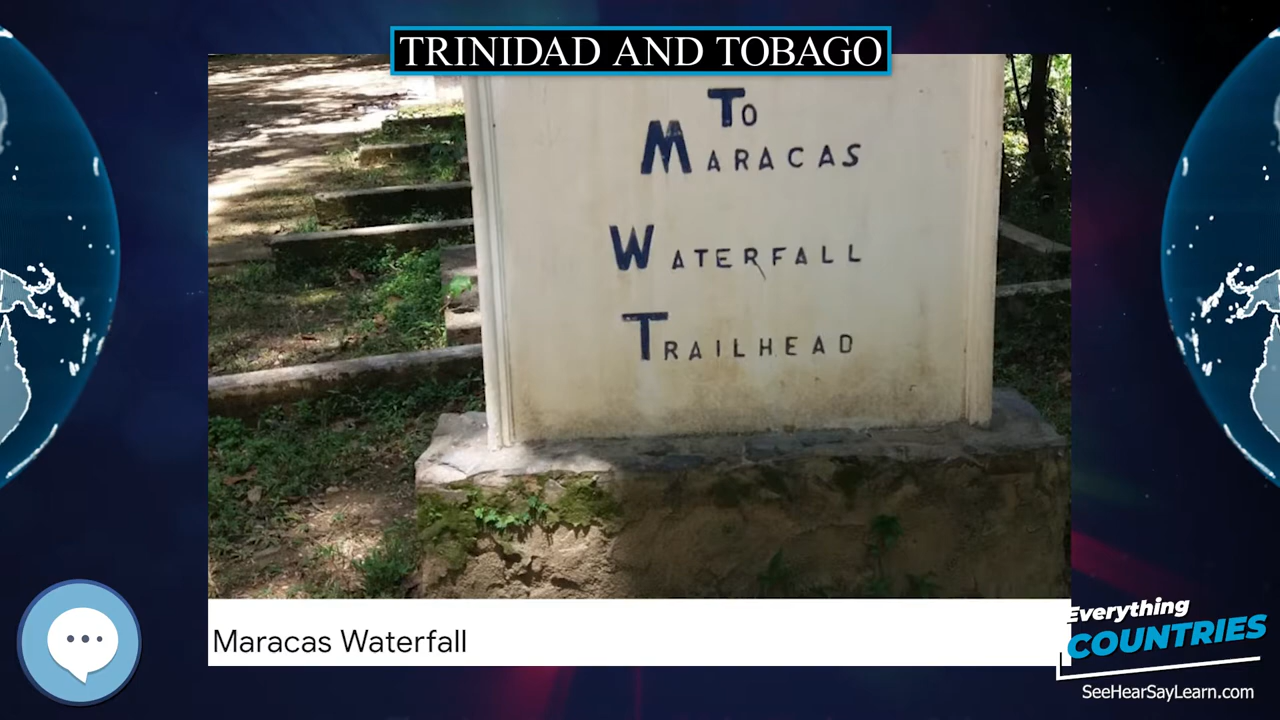 TRINIDAD AND TOBAGO
TO
MARACAS
WATERFALL
TRAILHEAD
Maracas Waterfall
Everything
COUNTRIES
SeeHearSayLearn.com